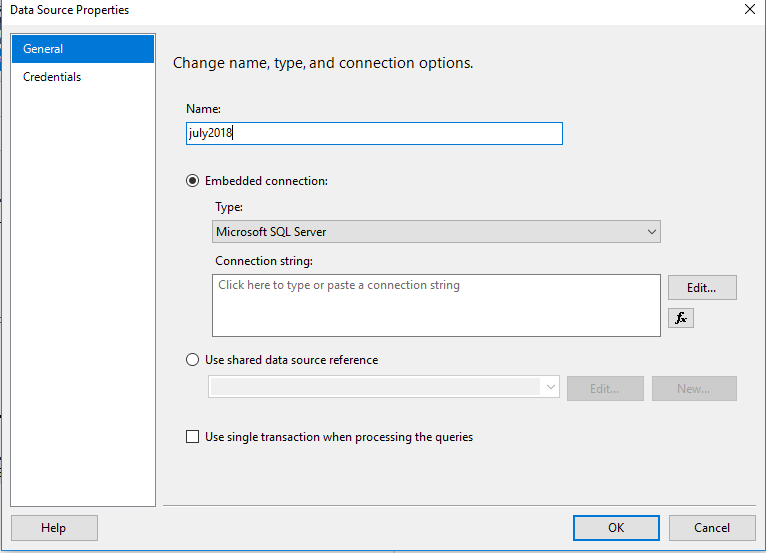 Data Source Properties
General
Credentials
Change name, type, and connection options.
Name:
july2018
Embedded connection:
Type:
Microsoft SQL Server
Connection string:
Click here to type or paste a connection string
Edit...
fx
Use shared data source reference
Edit...
New...
Use single transaction when processing the queries
Help
OK
Cancel